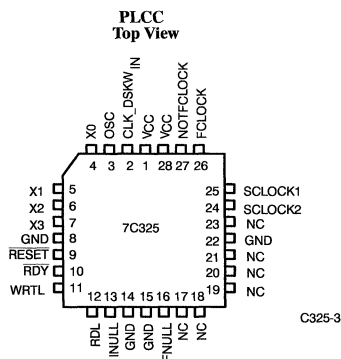 PLCC
Top View
X0
OSC
CLK_DSKW IN
VCC
VCC
NOTFCLOCK
FCLOCK
4 3 2 1 28 27 26
X1 5
X2 6
X3 7
GND 8
RESET 9
RDY 10
WRTL 11
7C325
25 SCLOCK1
24 SCLOCK2
23 NC
22 GND
21 NC
20 NC
19 NC
12 13 14 15 16 17 18
RDL
INULL
GND
GND
FNULL
NC
NC
C325-3